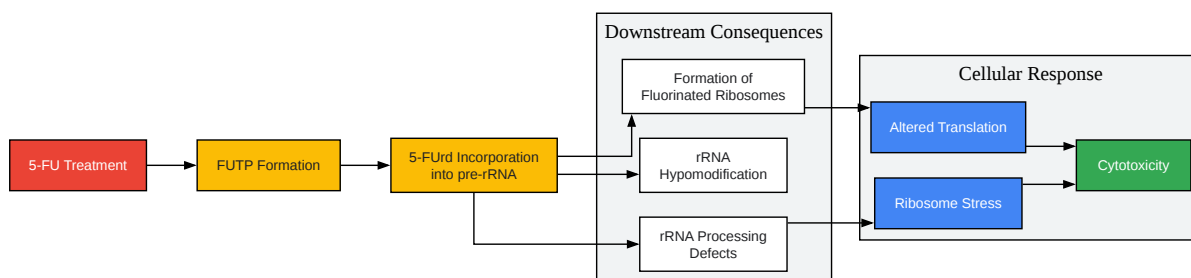 Downstream Consequences
Formation of
Fluorinated Ribosomes
Cellular Response
Altered Translation
5-FU Treatment
FUTP Formation
5-FUrd Incorporation
into pre-rRNA
rRNA
Hypomodification
Cytotoxicity
Ribosome Stress
rRNA Processing
Defects